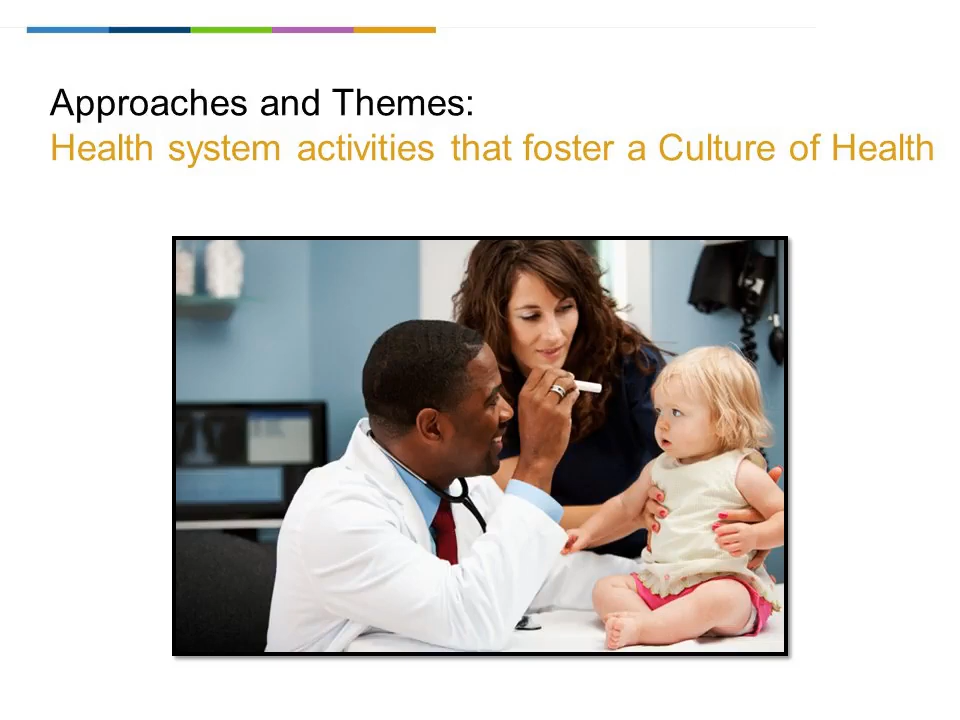 Approaches and Themes:
Health system activities that foster a Culture of Health